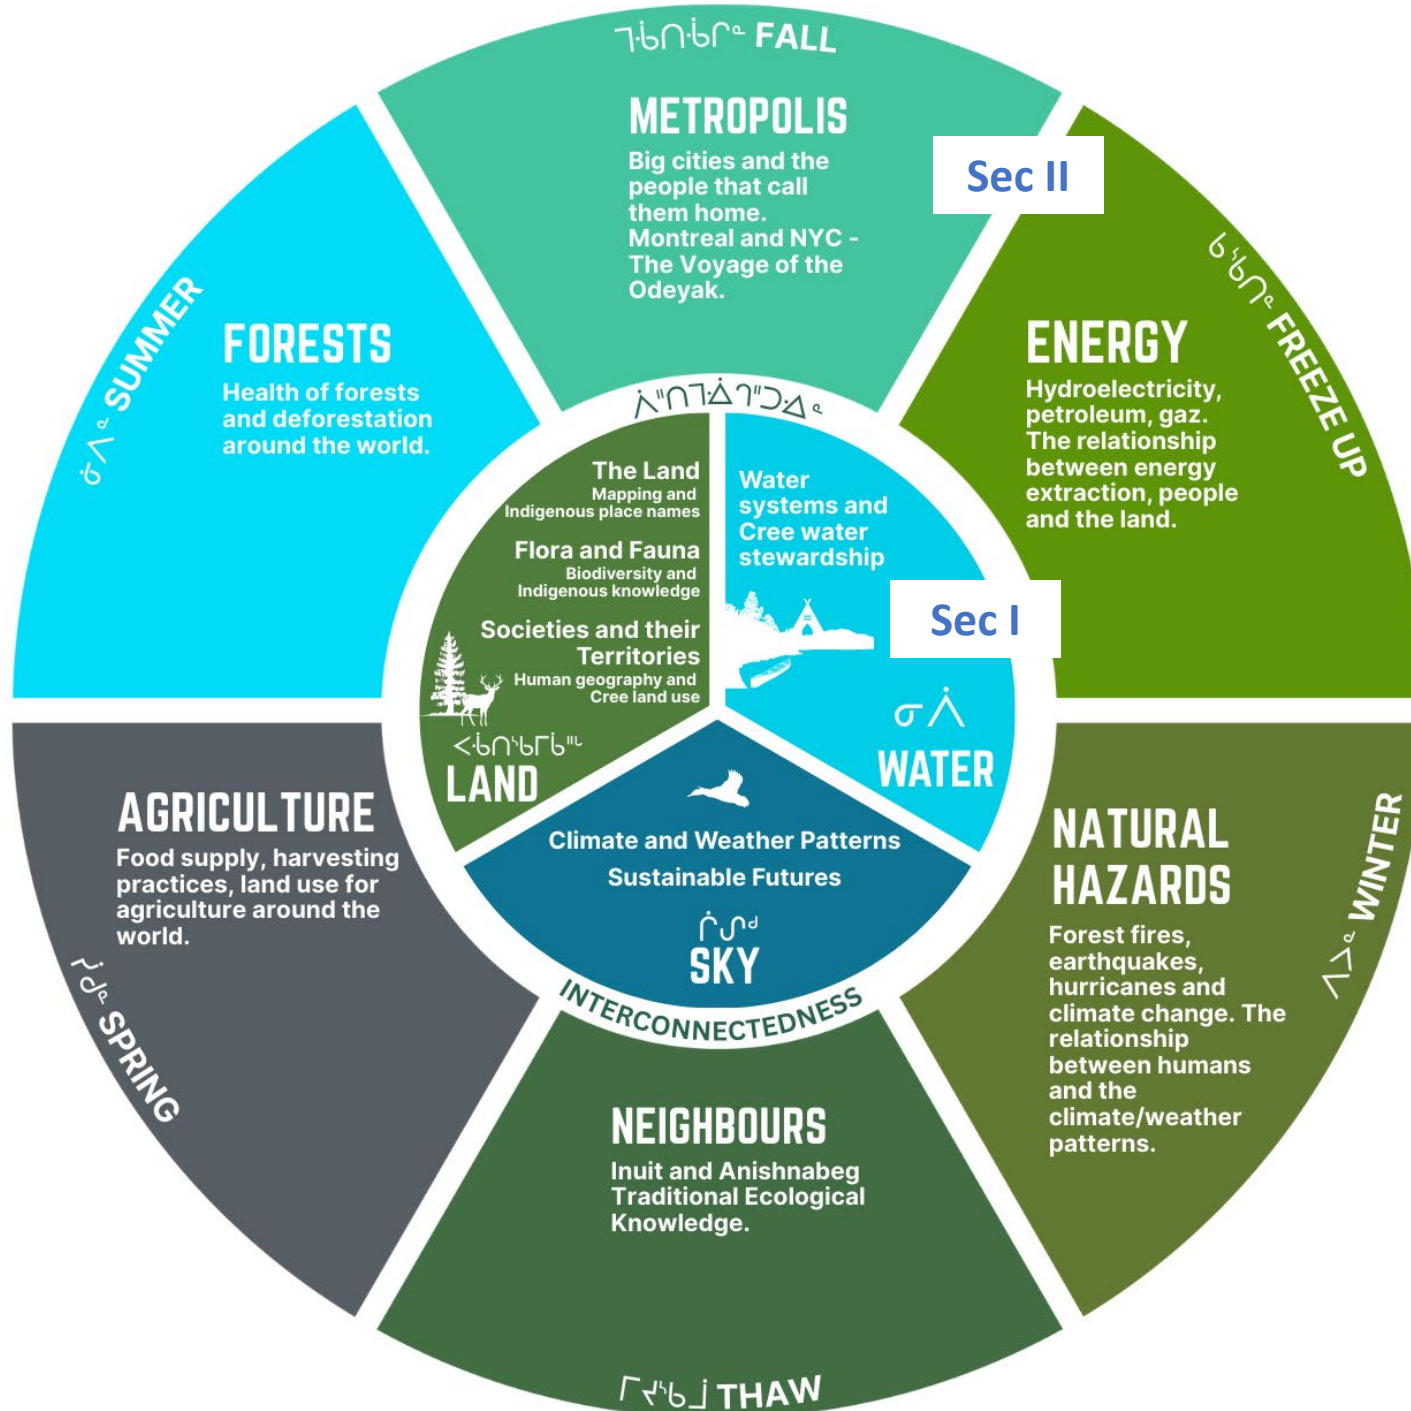 ᒣᒁᑎᒁᒋᓐ FALL
METROPOLIS
Big cities and the
people that call
them home.
Montreal and NYC -
The Voyage of the
Odeyak.
Sec II
FREEZE UP
ENERGY
Hydroelectricity,
petroleum, gaz.
The relationship
between energy
extraction, people
and the land.
ᐱᴳᓐ WINTER
NATURAL
HAZARDS
Forest fires,
earthquakes,
hurricanes and
climate change. The
relationship
between humans
and the
climate/weather
patterns.
THAW
NEIGHBOURS
Inuit and Anishnabeg
Traditional Ecological
Knowledge.
SPRING
AGRICULTURE
Food supply, harvesting
practices, land use for
agriculture around the
world.
ᓃᐱᓐ SUMMER
FORESTS
Health of forests
and deforestation
around the world.
The Land
Mapping and
Indigenous place names
Flora and Fauna
Biodiversity and
Indigenous knowledge
Societies and their
Territories
Human geography and
Cree land use
LAND
Water
systems and
Cree water
stewardship
Sec I
ᓂᐲ
WATER
Climate and Weather Patterns
Sustainable Futures
ᒌᔑᒄ
SKY
INTERCONNECTEDNESS